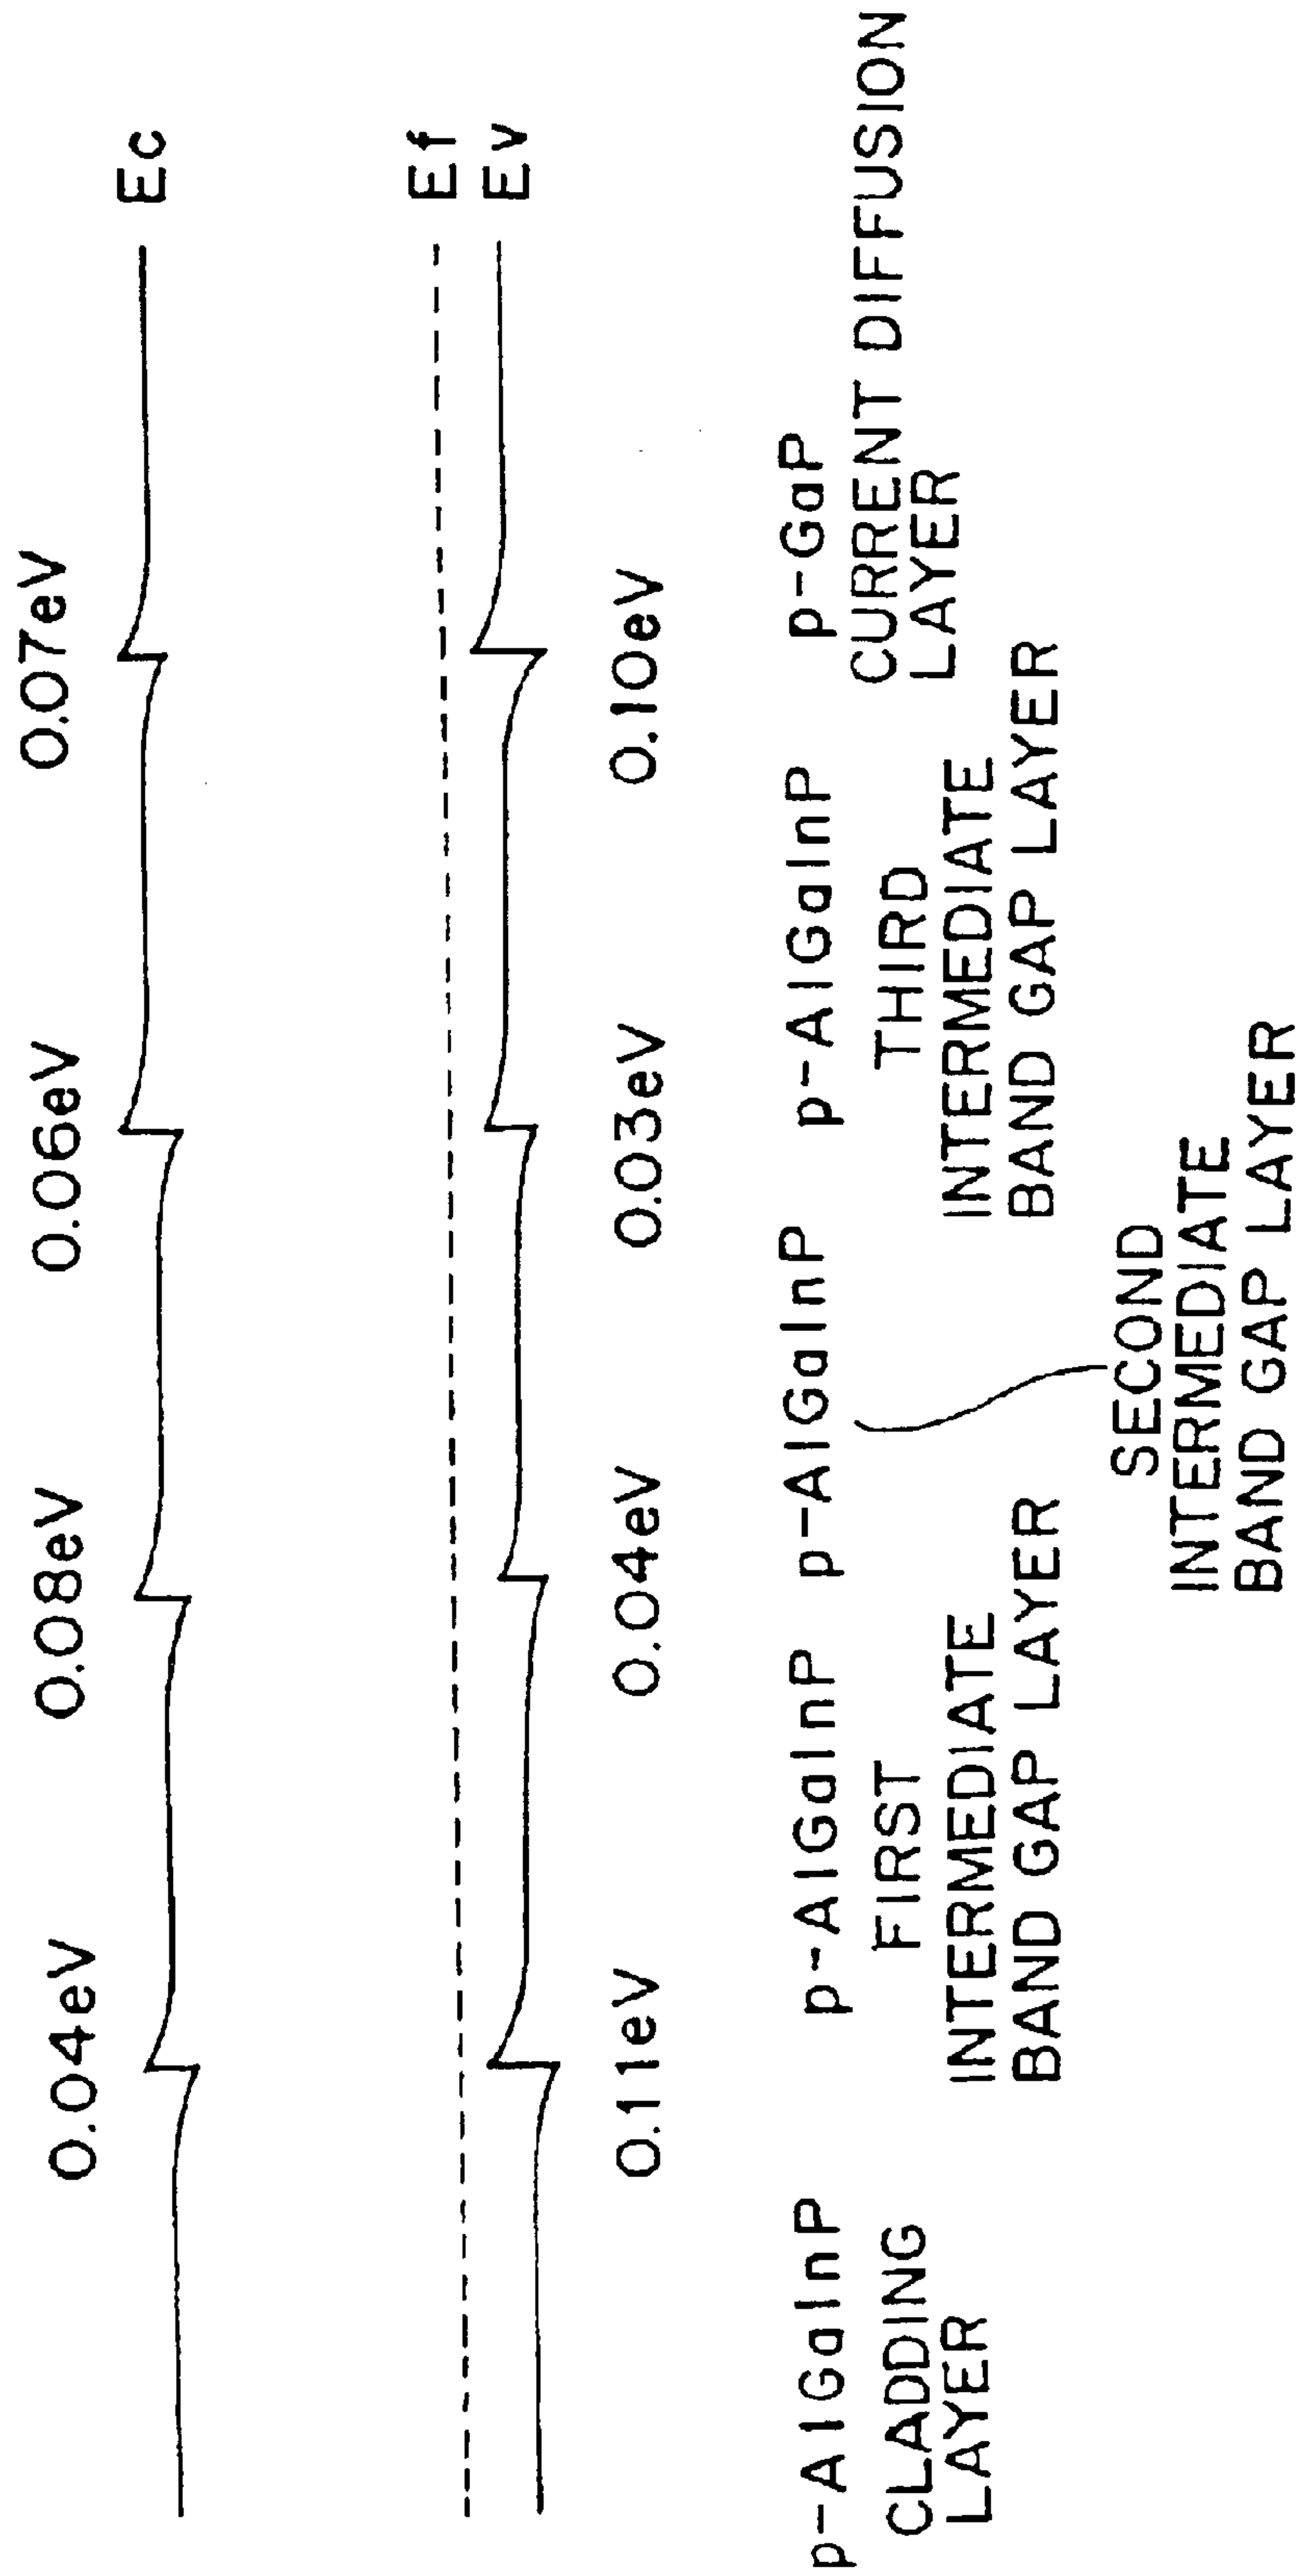 0.04eV
0.08eV
0.06eV
0.07eV
Ec
Ef
Ev
0.11eV
0.04eV
0.03eV
0.10eV
p-AlGaInP
CLADDING
LAYER
p-AlGaInP
FIRST
INTERMEDIATE
BAND GAP LAYER
p-AlGaInP
SECOND
INTERMEDIATE
BAND GAP LAYER
p-AlGaInP
THIRD
INTERMEDIATE
BAND GAP LAYER
p-GaP
CURRENT DIFFUSION
LAYER